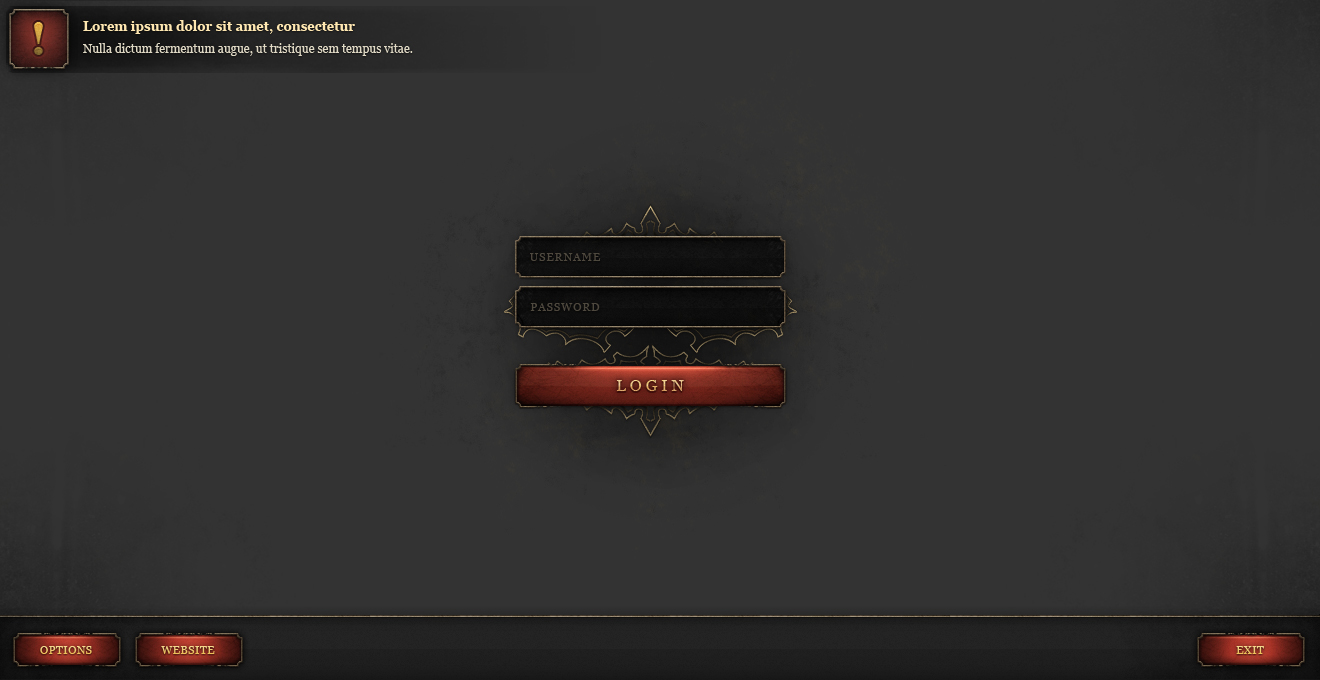 Lorem ipsum dolor sit amet, consectetur
Nulla dictum fermentum augue, ut tristique sem tempus vitae.
USERNAME
PASSWORD
LOGIN
OPTIONS
WEBSITE
EXIT